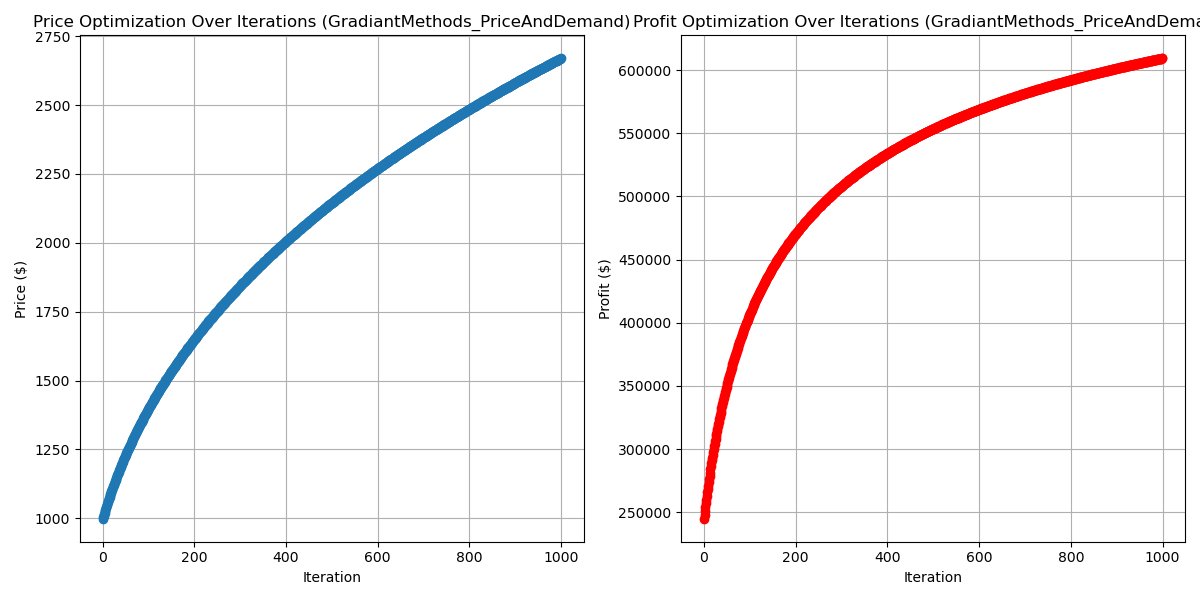 Price Optimization Over Iterations (GradiantMethods_PriceAndDemand)
2750
2500
2250
2000
1750
1500
1250
1000
Price ($)
0 200 400 600 800 1000
Iteration
Profit Optimization Over Iterations (GradiantMethods_PriceAndDema
600000
550000
500000
450000
400000
350000
300000
250000
Profit ($)
0 200 400 600 800 1000
Iteration